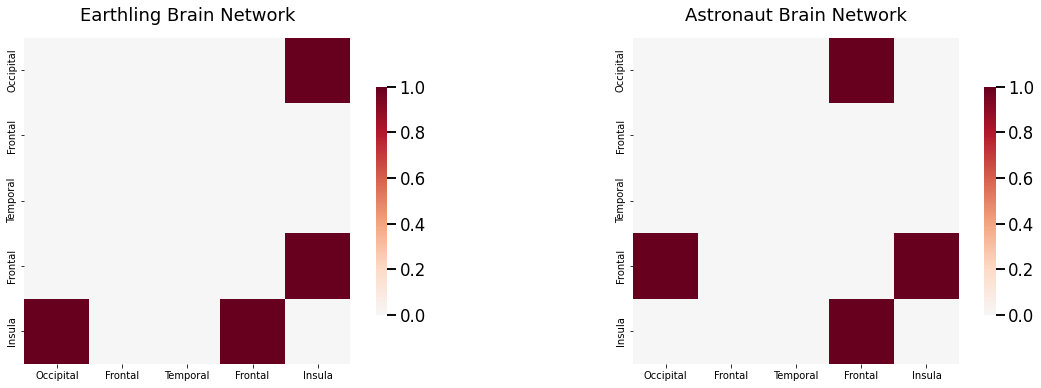 Earthling Brain Network
Astronaut Brain Network
Occipital
Frontal
Temporal
Frontal
Insula
Occipital Frontal Temporal Frontal Insula
1.0
0.8
0.6
0.4
0.2
0.0
Occipital
Frontal
Temporal
Frontal
Insula
Occipital Frontal Temporal Frontal Insula
1.0
0.8
0.6
0.4
0.2
0.0